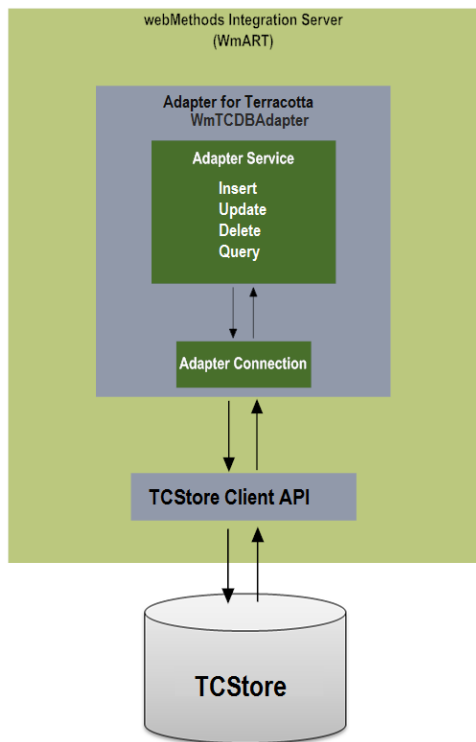 webMethods Integration Server
(WmART)
Adapter for Terracotta
WmTCDBAdapter
Adapter Service
Insert
Update
Delete
Query
Adapter Connection
TCStore Client API
TCStore